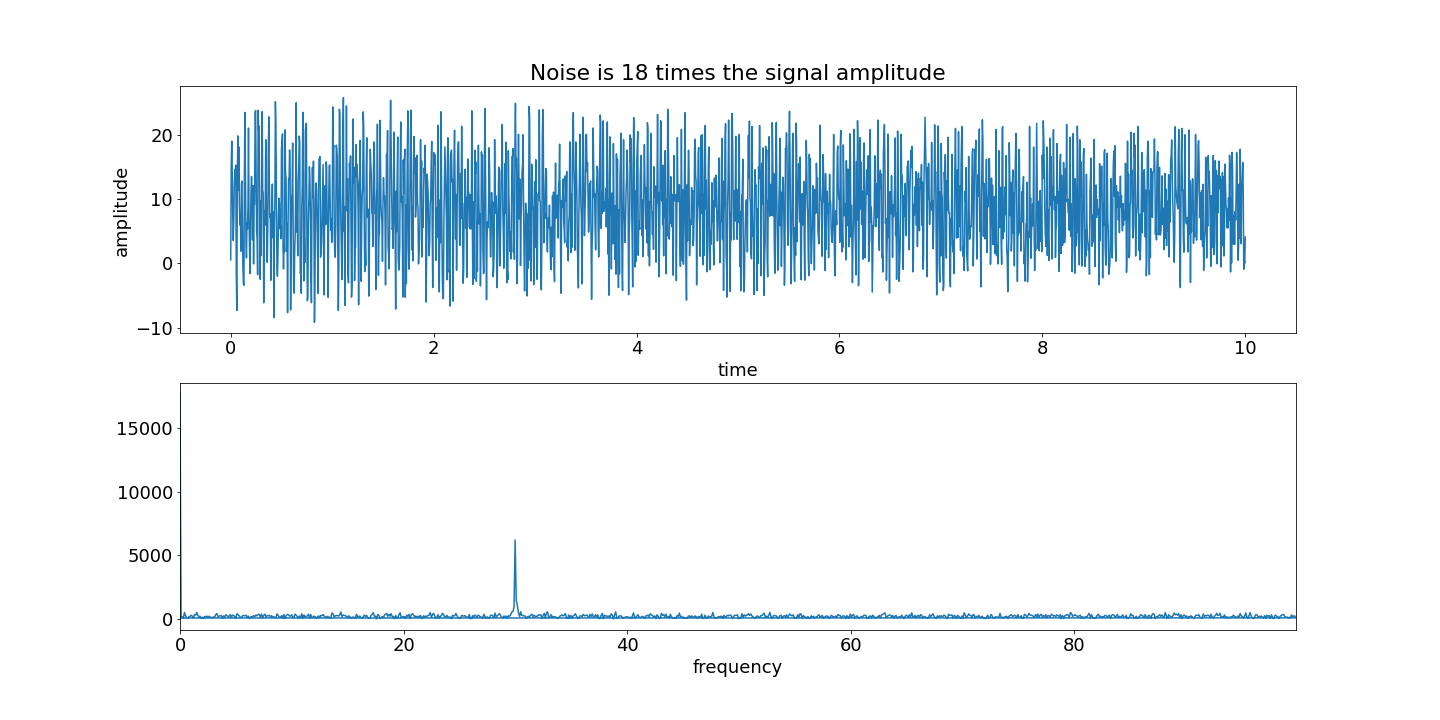 Noise is 18 times the signal amplitude
20
10
0
−10
amplitude
0 2 4 6 8 10
time
15000
10000
5000
0
0 20 40 60 80
frequency